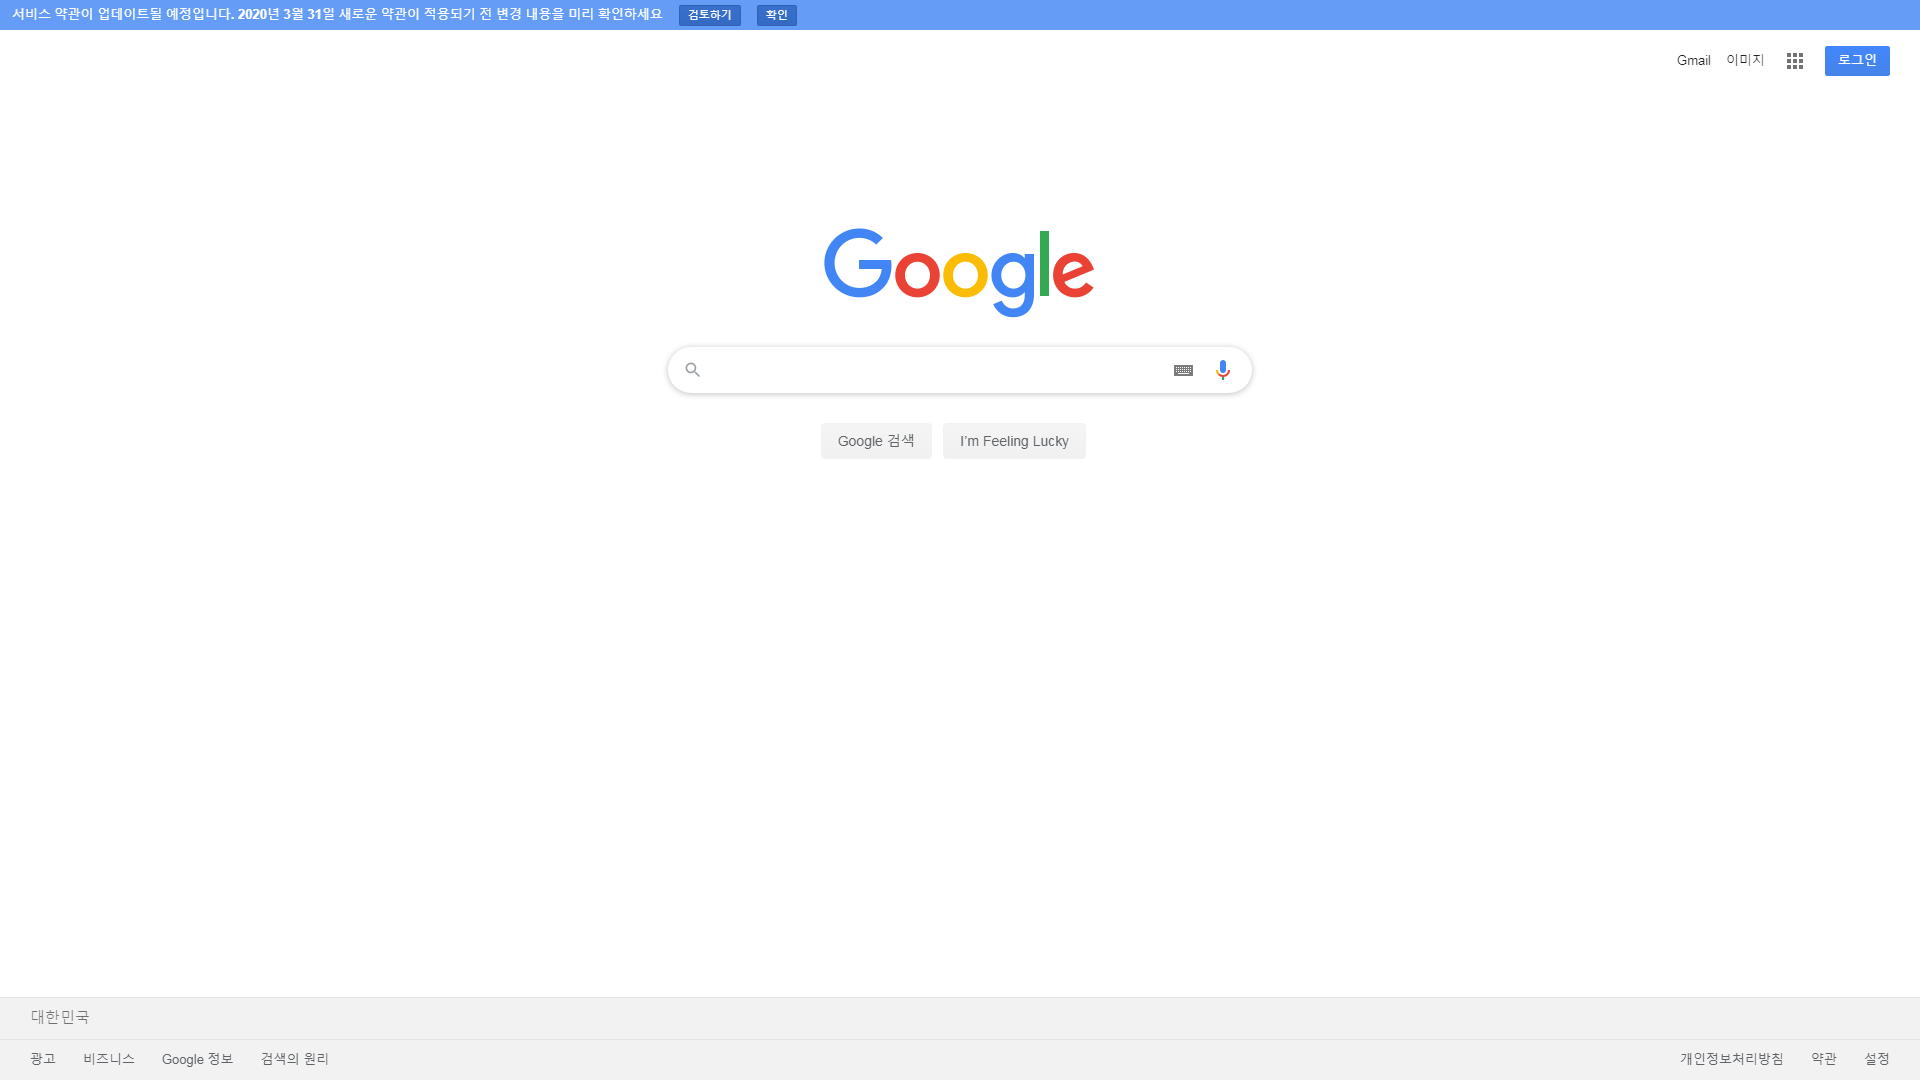 서비스 약관이 업데이트될 예정입니다. 2020년 3월 31일 새로운 약관이 적용되기 전 변경 내용을 미리 확인하세요 검토하기 확인
Gmail 이미지 로그인
Google
Google 검색 I'm Feeling Lucky
대한민국
광고 비즈니스 Google 정보 검색의 원리 개인정보처리방침 약관 설정